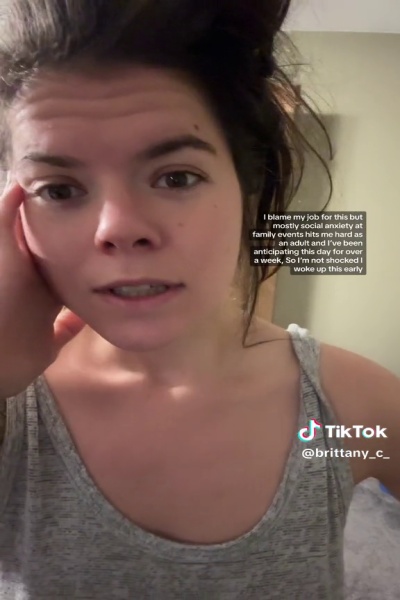 I blame my job for this but
mostly social anxiety at
family events hits me hard as
an adult and I've been
anticipating this day for over
a week, So I'm not shocked I
woke up this early
TikTok
@brittany_c_